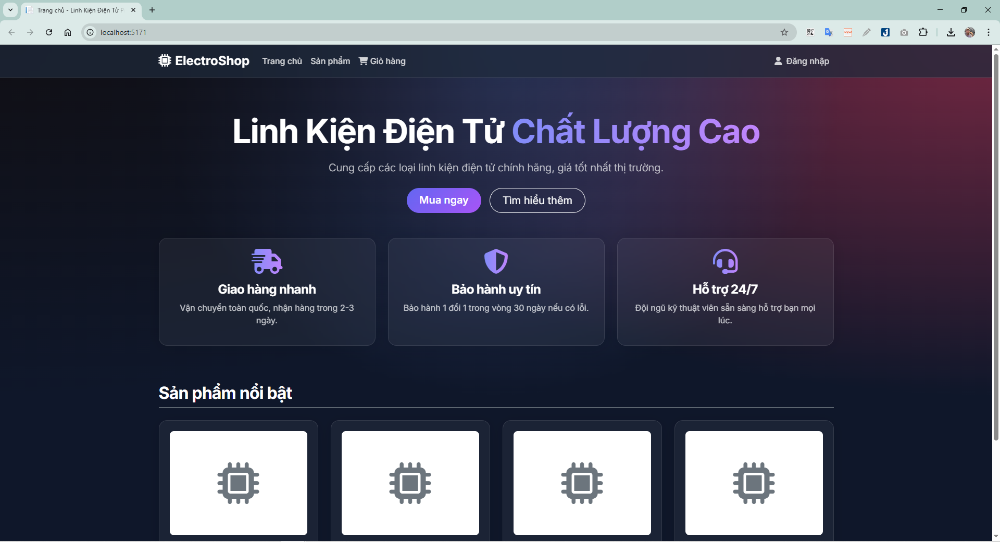 Trang chủ - Linh Kiện Điện Tử P
localhost:5171
ElectroShop
Trang chủ
Sản phẩm
Giỏ hàng
Đăng nhập
Linh Kiện Điện Tử Chất Lượng Cao
Cung cấp các loại linh kiện điện tử chính hãng, giá tốt nhất thị trường.
Mua ngay
Tìm hiểu thêm
Giao hàng nhanh
Vận chuyển toàn quốc, nhận hàng trong 2-3
ngày.
Bảo hành uy tín
Bảo hành 1 đổi 1 trong vòng 30 ngày nếu có lỗi.
Hỗ trợ 24/7
Đội ngũ kỹ thuật viên sẵn sàng hỗ trợ bạn mọi
lúc.
Sản phẩm nổi bật